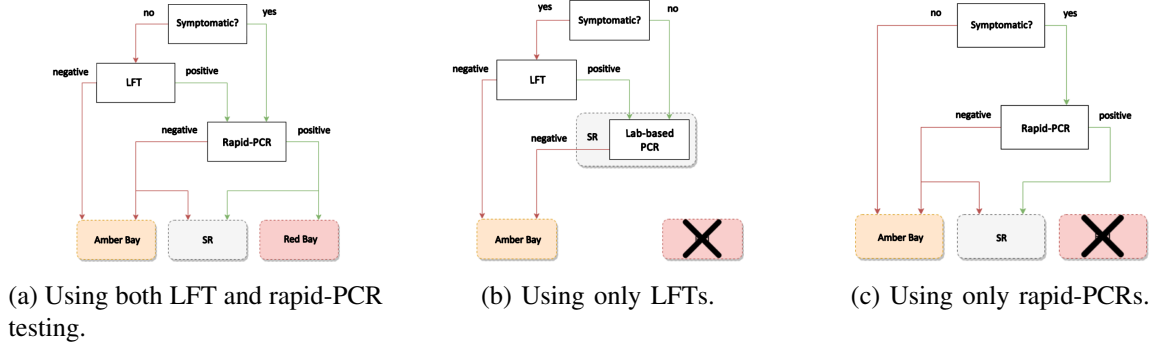 no
Symptomatic?
yes
negative
LFT
positive
negative
Rapid-PCR
positive
Amber Bay
SR
Red Bay
(a) Using both LFT and rapid-PCR
testing.
yes
Symptomatic?
no
negative
LFT
positive
negative
SR
Lab-based
PCR
Amber Bay
(b) Using only LFTs.
no
Symptomatic?
yes
negative
Rapid-PCR
positive
Amber Bay
SR
(c) Using only rapid-PCRs.